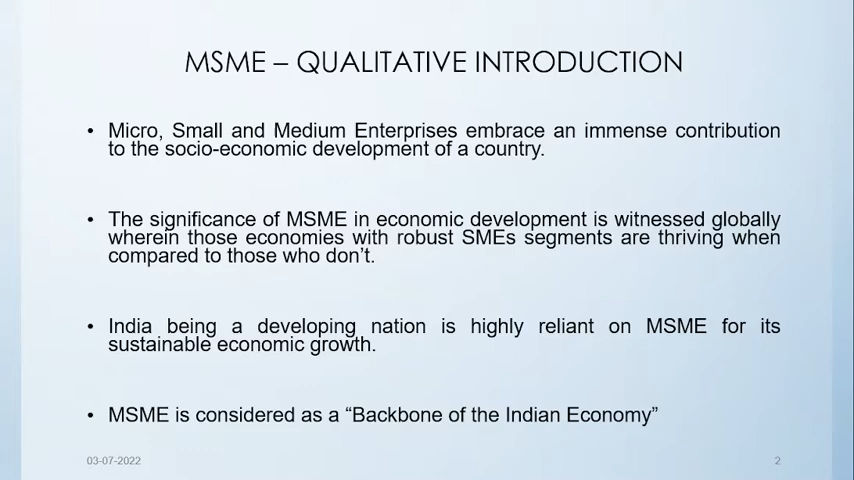 MSME – QUALITATIVE INTRODUCTION
• Micro, Small and Medium Enterprises embrace an immense contribution
to the socio-economic development of a country.
• The significance of MSME in economic development is witnessed globally
wherein those economies with robust SMEs segments are thriving when
compared to those who don’t.
• India being a developing nation is highly reliant on MSME for its
sustainable economic growth.
• MSME is considered as a “Backbone of the Indian Economy”
03-07-2022
2